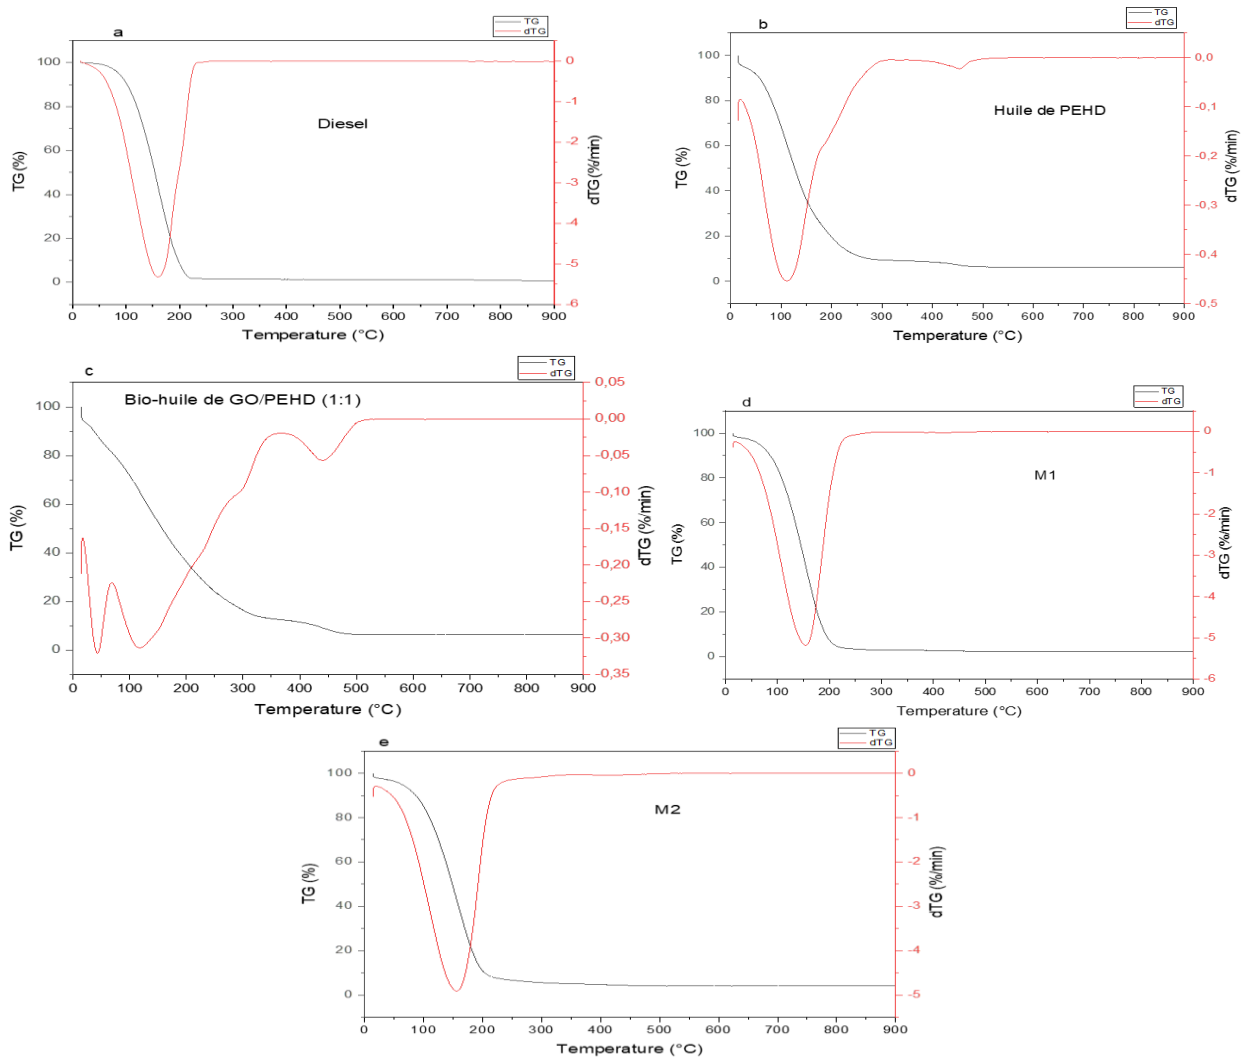 a
TG
dTG
Diesel
TG (%)
100
80
60
40
20
0
0
-1
-2
-3
-4
-5
-6
dTG (%/min)
0 100 200 300 400 500 600 700 800 900
Temperature (°C)
b
TG
dTG
Huile de PEHD
TG (%)
100
80
60
40
20
0
0,0
-0,1
-0,2
-0,3
-0,4
-0,5
dTG (%/min)
0 100 200 300 400 500 600 700 800 900
Temperature (°C)
c
TG
dTG
Bio-huile de GO/PEHD (1:1)
TG (%)
100
80
60
40
20
0
0,05
0,00
-0,05
-0,10
-0,15
-0,20
-0,25
-0,30
-0,35
dTG (%/min)
0 100 200 300 400 500 600 700 800 900
Temperature (°C)
d
TG
dTG
M1
TG (%)
100
80
60
40
20
0
0
-1
-2
-3
-4
-5
-6
dTG (%/min)
0 100 200 300 400 500 600 700 800 900
Temperature (°C)
e
TG
dTG
M2
TG (%)
100
80
60
40
20
0
0
-1
-2
-3
-4
-5
dTG (%/min)
0 100 200 300 400 500 600 700 800 900
Temperature (°C)